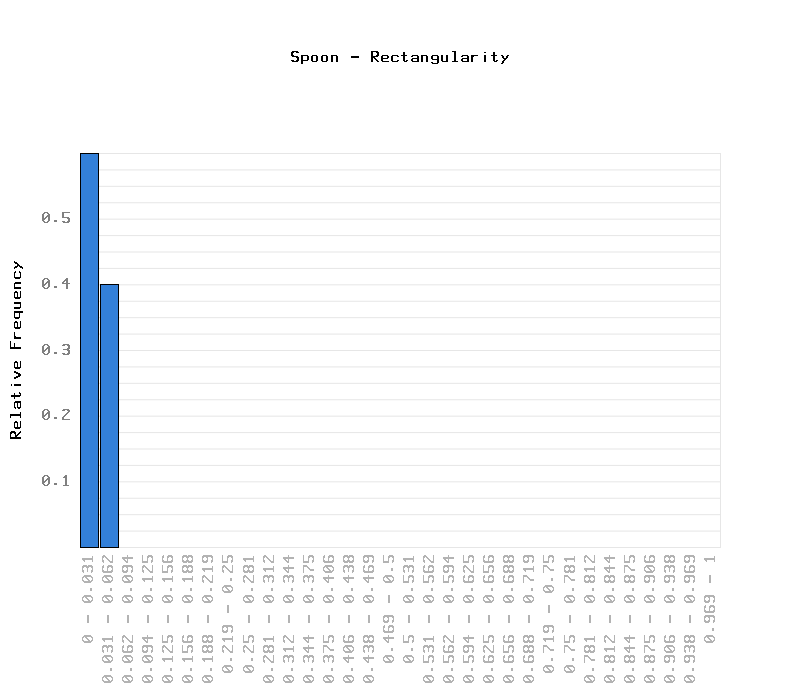 Spoon - Rectangularity
Relative Frequency
0.5
0.4
0.3
0.2
0.1
0 - 0.031
0.031 - 0.062
0.062 - 0.094
0.094 - 0.125
0.125 - 0.156
0.156 - 0.188
0.188 - 0.219
0.219 - 0.25
0.25 - 0.281
0.281 - 0.312
0.312 - 0.344
0.344 - 0.375
0.375 - 0.406
0.406 - 0.438
0.438 - 0.469
0.469 - 0.5
0.5 - 0.531
0.531 - 0.562
0.562 - 0.594
0.594 - 0.625
0.625 - 0.656
0.656 - 0.688
0.688 - 0.719
0.719 - 0.75
0.75 - 0.781
0.781 - 0.812
0.812 - 0.844
0.844 - 0.875
0.875 - 0.906
0.906 - 0.938
0.938 - 0.969
0.969 - 1